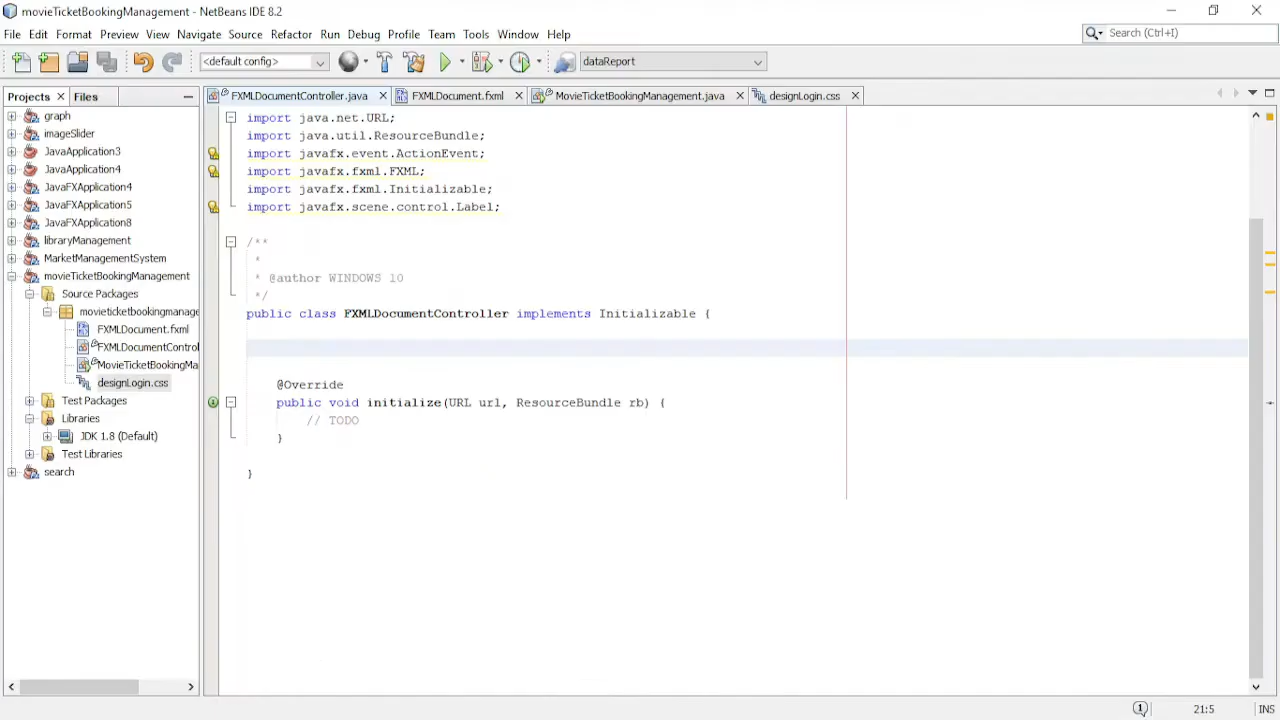 movieTicketBookingManagement - NetBeans IDE 8.2
File Edit Format Preview View Navigate Source Refactor Run Debug Profile Team Tools Window Help
Search (Ctrl+I)
<default config>
dataReport
Projects
Files
FXMLDocumentController.java
FXMLDocument.fxml
MovieTicketBookingManagement.java
designLogin.css
graph
imageSlider
JavaApplication3
JavaApplication4
JavaFXApplication4
JavaFXApplication5
JavaFXApplication8
libraryManagement
MarketManagementSystem
movieTicketBookingManagement
Source Packages
movieticketbookingmanage
FXMLDocument.fxml
FXMLDocumentControl
MovieTicketBookingMa
designLogin.css
Test Packages
Libraries
JDK 1.8 (Default)
Test Libraries
search
import java.net.URL;
import java.util.ResourceBundle;
import javafx.event.ActionEvent;
import javafx.fxml.FXML;
import javafx.fxml.Initializable;
import javafx.scene.control.Label;
/**
*
* @author WINDOWS 10
*/
public class FXMLDocumentController implements Initializable {
@Override
public void initialize(URL url, ResourceBundle rb) {
// TODO
}
}
21:5
INS